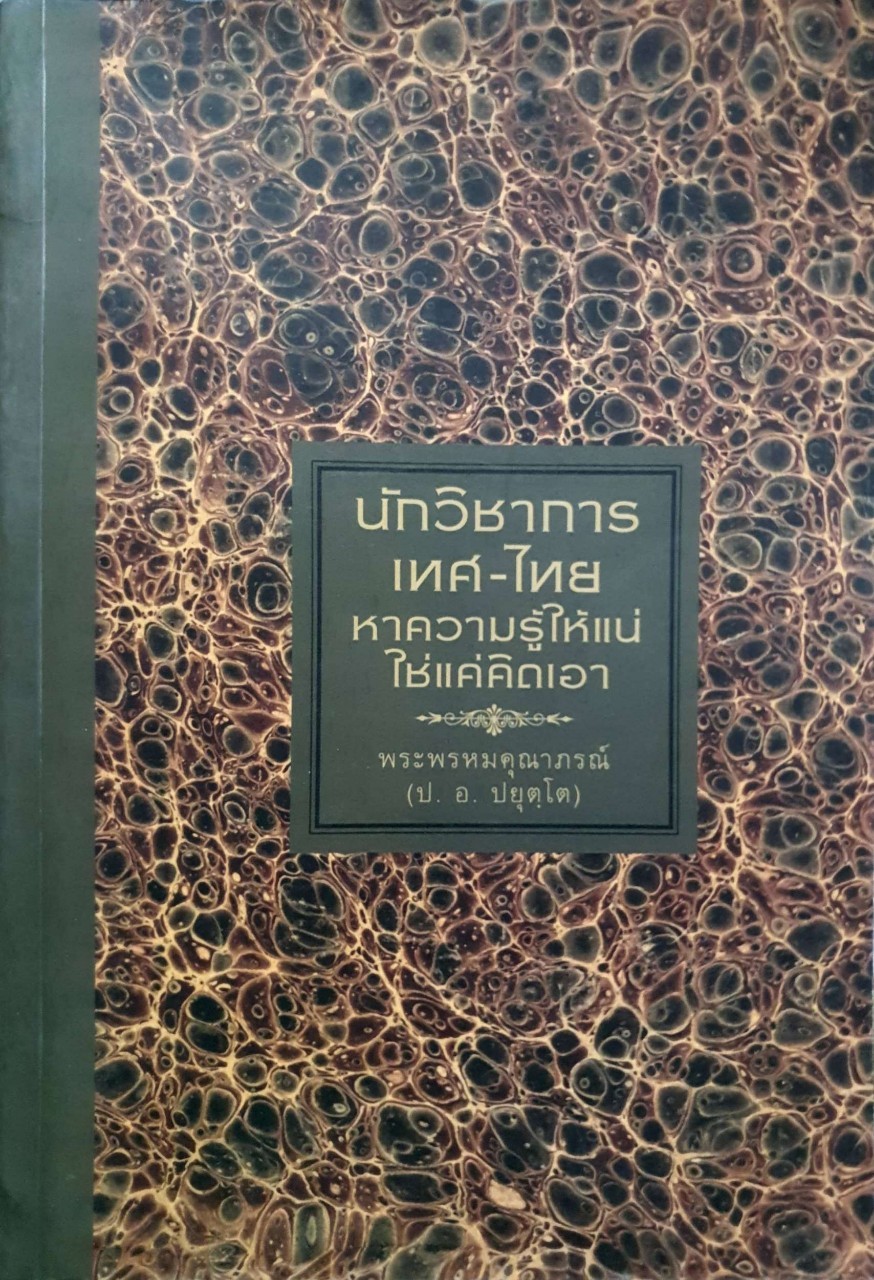 นักวิชาการ
เทศ-ไทย
หาความรู้ให้แน่
ใช่แค่คิดเอา
พระพรหมคุณาภรณ์
(ป. อ. ปยุตฺโต)